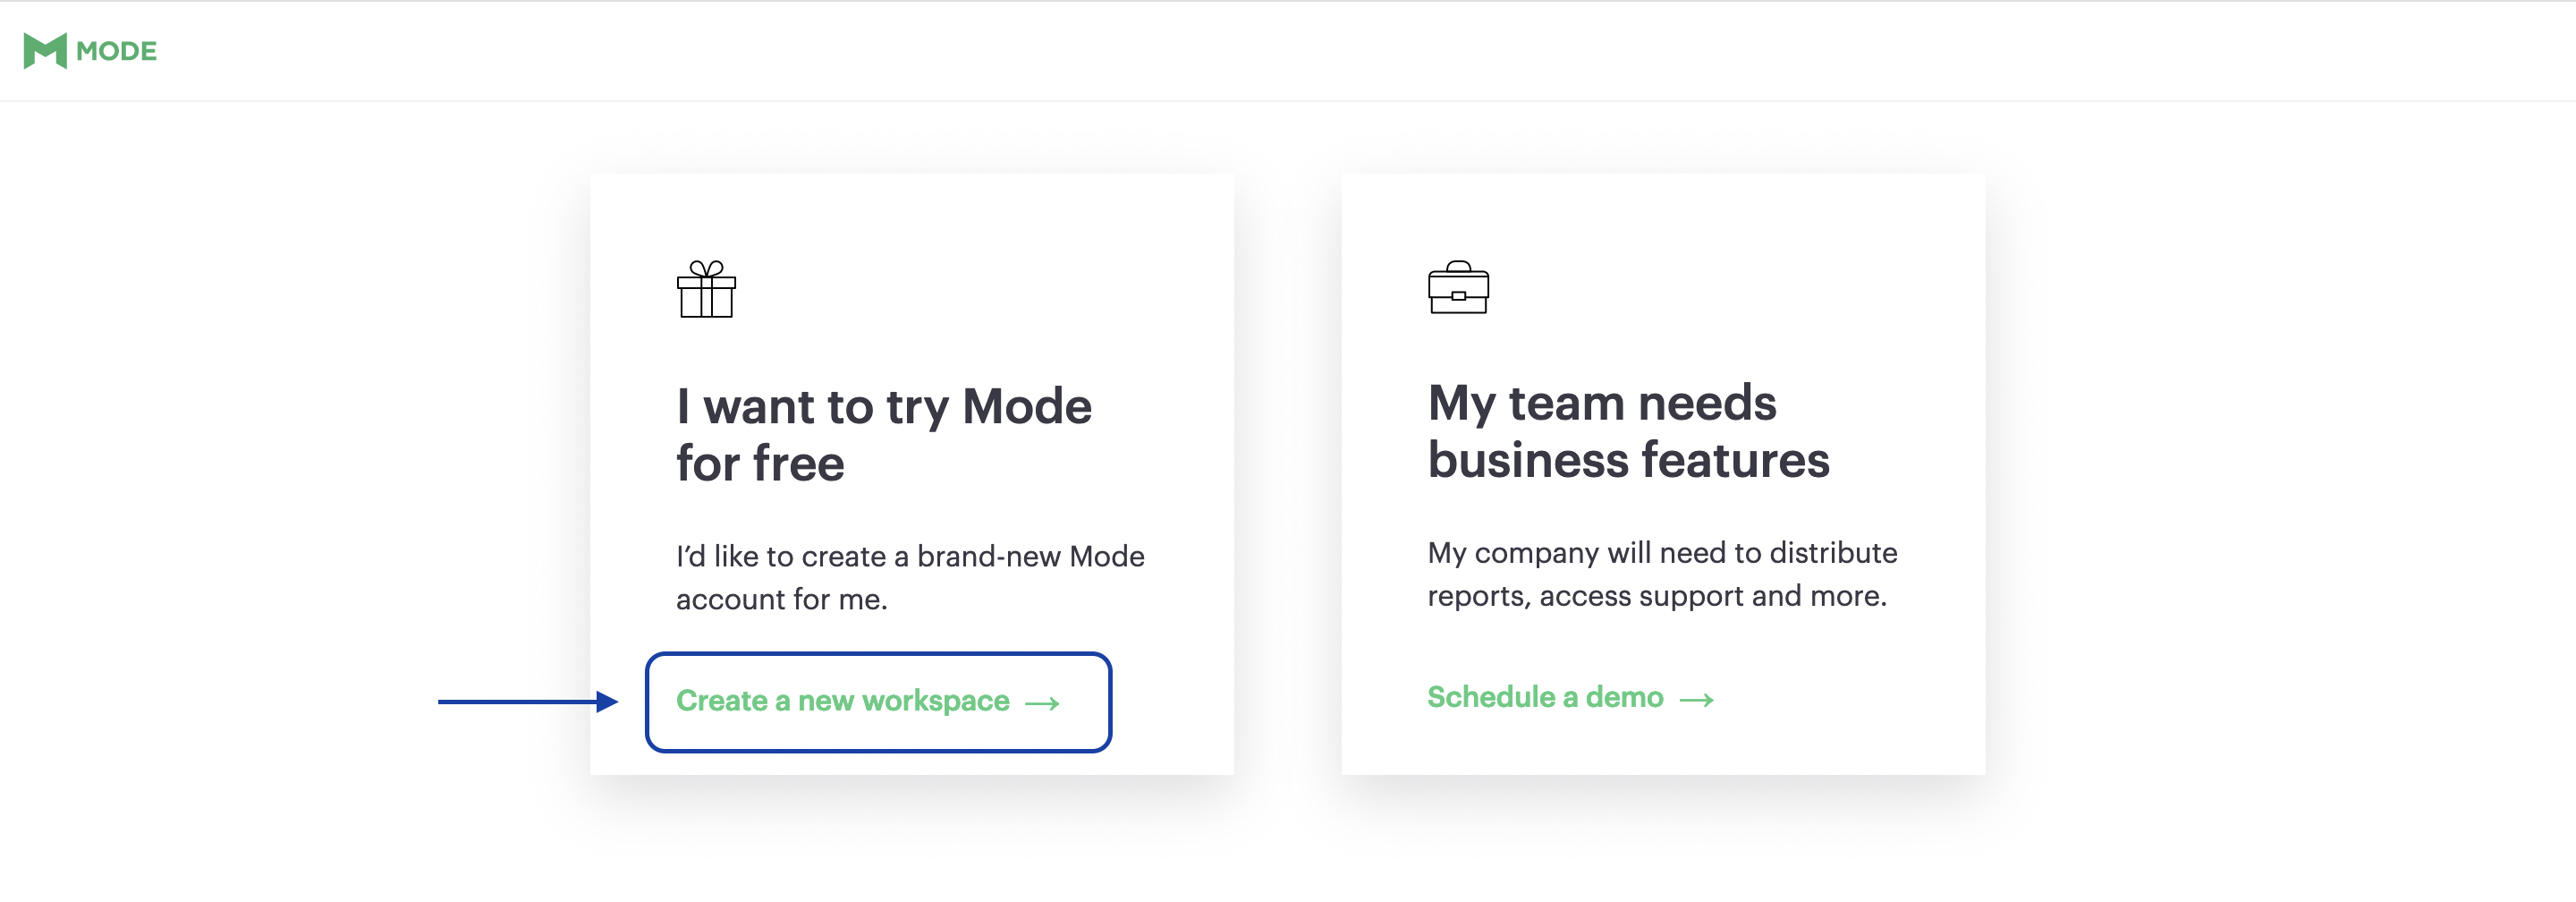 MODE
I want to try Mode
for free
I’d like to create a brand-new Mode
account for me.
Create a new workspace →
My team needs
business features
My company will need to distribute
reports, access support and more.
Schedule a demo →